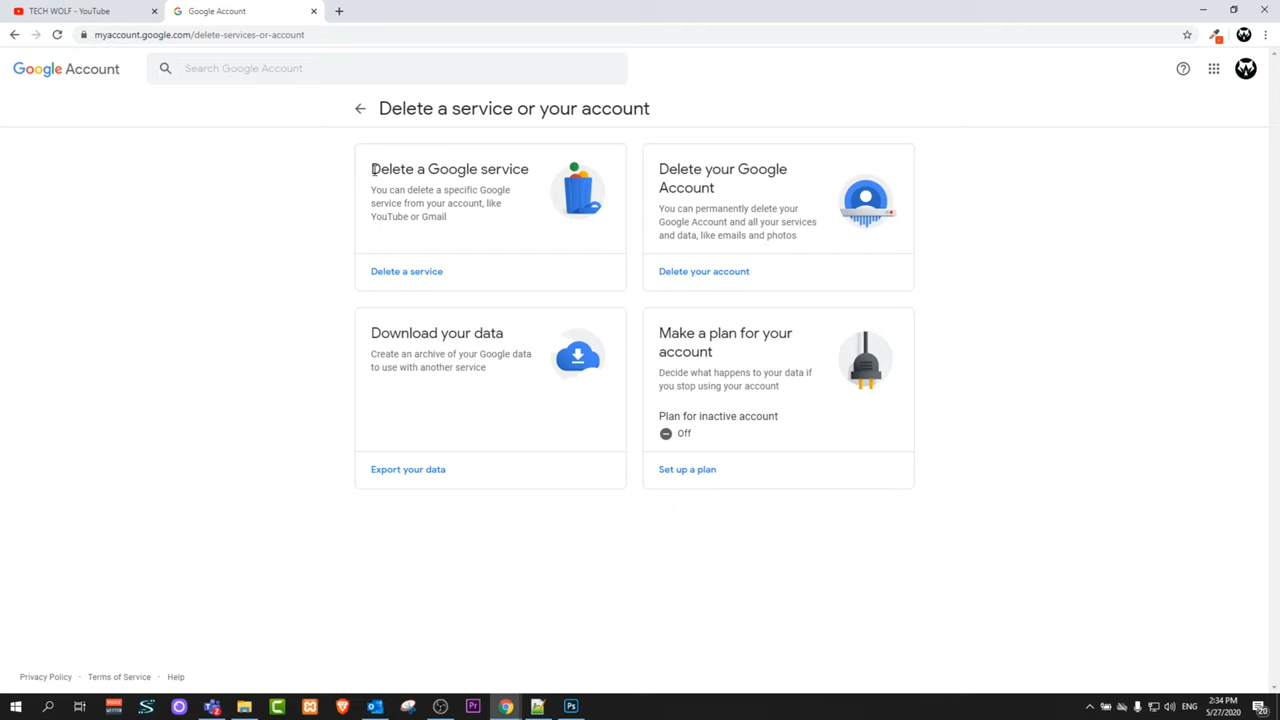 TECH WOLF - YouTube
Google Account
myaccount.google.com/delete-services-or-account
Google Account
Search Google Account
Delete a service or your account
Delete a Google service
You can delete a specific Google
service from your account, like
YouTube or Gmail
Delete a service
Delete your Google
Account
You can permanently delete your
Google Account and all your services
and data, like emails and photos
Delete your account
Download your data
Create an archive of your Google data
to use with another service
Export your data
Make a plan for your
account
Decide what happens to your data if
you stop using your account
Plan for inactive account
Off
Set up a plan
Privacy Policy · Terms of Service · Help
2:34 PM
5/27/2020
20